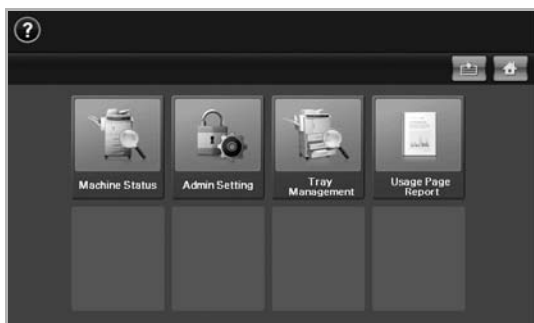 ?
Machine Status
Admin Setting
Tray
Management
Usage Page
Report